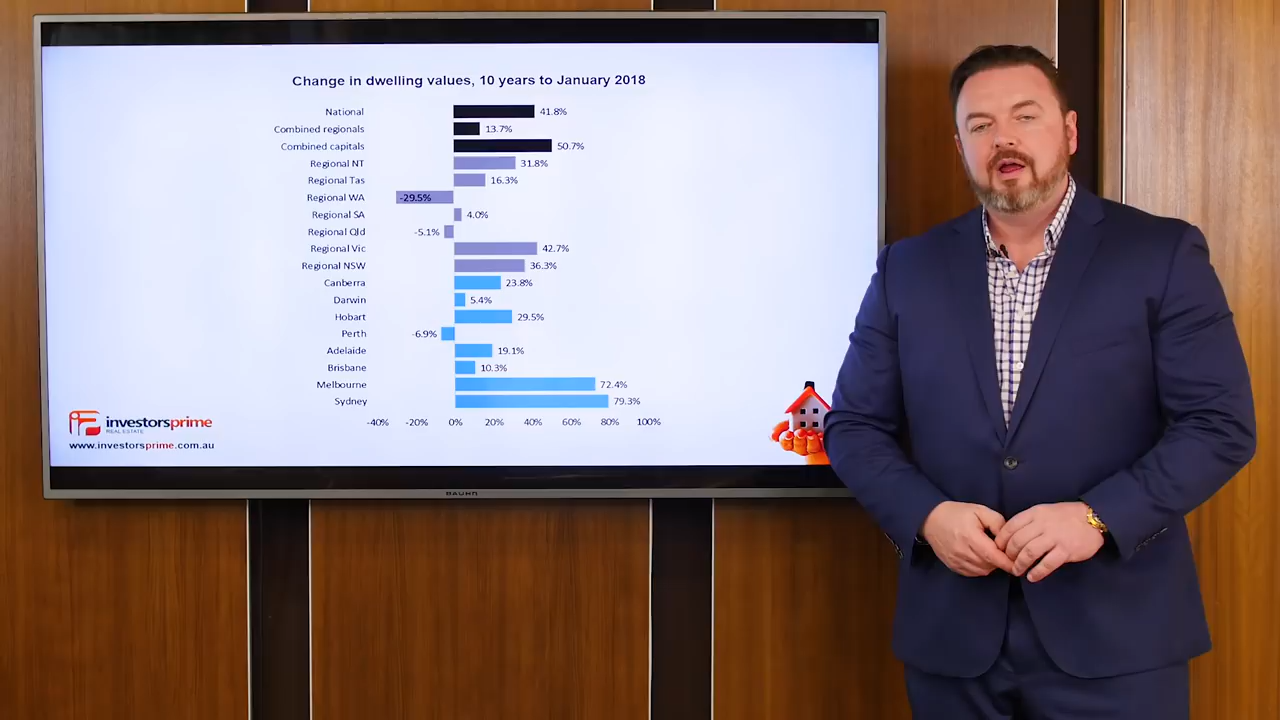 Change in dwelling values, 10 years to January 2018
National 41.8%
Combined regionals 13.7%
Combined capitals 50.7%
Regional NT 31.8%
Regional Tas 16.3%
Regional WA -29.5%
Regional SA 4.0%
Regional Qld -5.1%
Regional Vic 42.7%
Regional NSW 36.3%
Canberra 23.8%
Darwin 5.4%
Hobart 29.5%
Perth -6.9%
Adelaide 19.1%
Brisbane 10.3%
Melbourne 72.4%
Sydney 79.3%
-40% -20% 0% 20% 40% 60% 80% 100%
investorsprime
REAL ESTATE
www.investorsprime.com.au
BAUHN